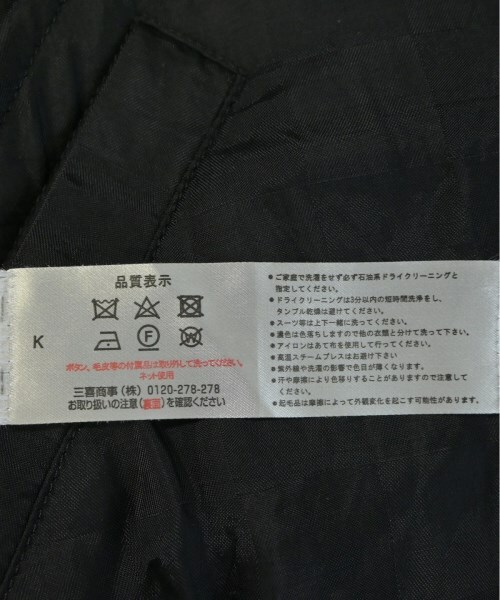 品質表示
K
F
W
ボタン、毛皮等の付属品は取り外して洗ってください。
ネット使用
三喜商事(株) 0120-278-278
お取り扱いの注意(裏面)を確認ください
●ご家庭で洗濯をせず必ず石油系ドライクリーニングと
指定してください。
●ドライクリーニングは3分以内の短時間洗浄をし、
タンブル乾燥は避けてください。
●スーツ等は上下一緒に洗ってください。
●濃色は色落ちしますので他の衣類と分けて洗って下さい。
●アイロンはあて布を使用して行ってください。
●高温スチームプレスはお避け下さい
●紫外線や洗濯の影響で色目が薄くなります。
●汗や摩擦により色移りすることがありますので注意して
ください。
●起毛品は摩擦によって外観変化を起こす可能性があります。